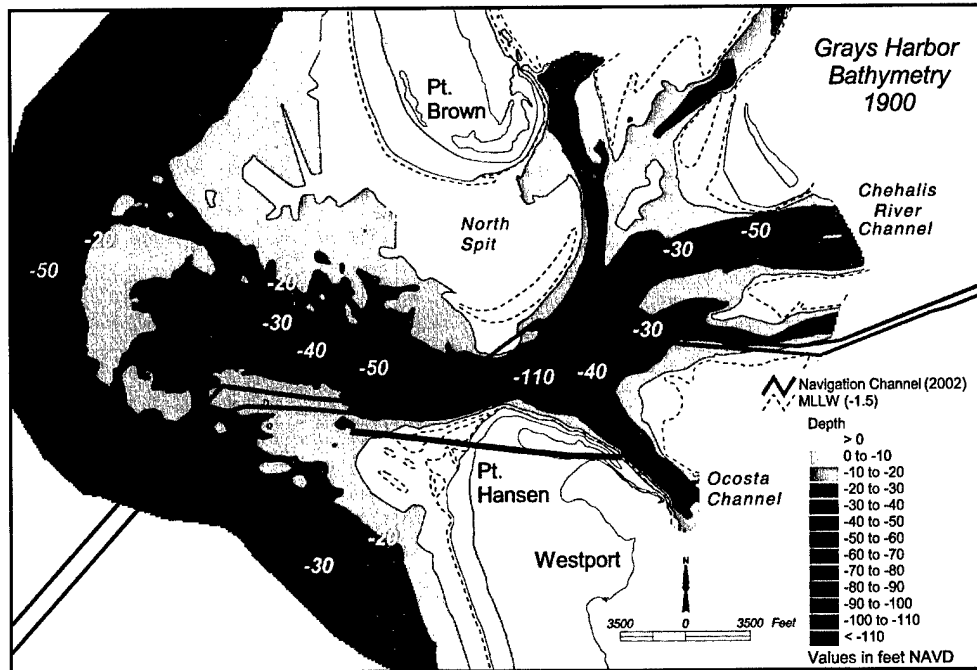 Grays Harbor
Bathymetry
1900
Pt.
Brown
North
Spit
Chehalis
River
Channel
-20
-50
-20
-30
-40
-50
-110
-40
-30
-30
-50
Pt.
Hansen
Westport
Ocosta
Channel
-20
-30
Navigation Channel (2002)
MLLW (-1.5)
Depth
> 0
0 to -10
-10 to -20
-20 to -30
-30 to -40
-40 to -50
-50 to -60
-60 to -70
-70 to -80
-80 to -90
-90 to -100
-100 to -110
< -110
Values in feet NAVD
N
3500 0 3500 Feet